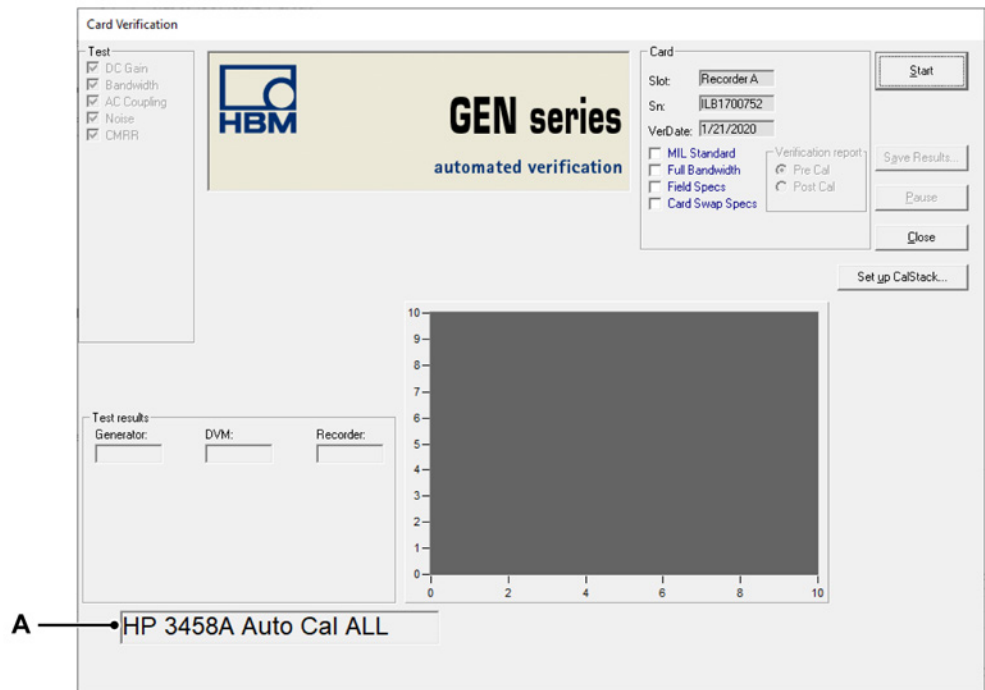 Card Verification
Test
DC Gain
Bandwidth
AC Coupling
Noise
CMRR
HBM
GEN series
automated verification
Card
Slot: Recorder A
Sn: ILB1700752
VerDate: 1/21/2020
MIL Standard
Full Bandwidth
Field Specs
Card Swap Specs
Verification report
Pre Cal
Post Cal
Start
Save Results...
Pause
Close
Set up CalStack...
10
9
8
7
6
5
4
3
2
1
0
0 2 4 6 8 10
Test results
Generator: DVM: Recorder:
A
HP 3458A Auto Cal ALL